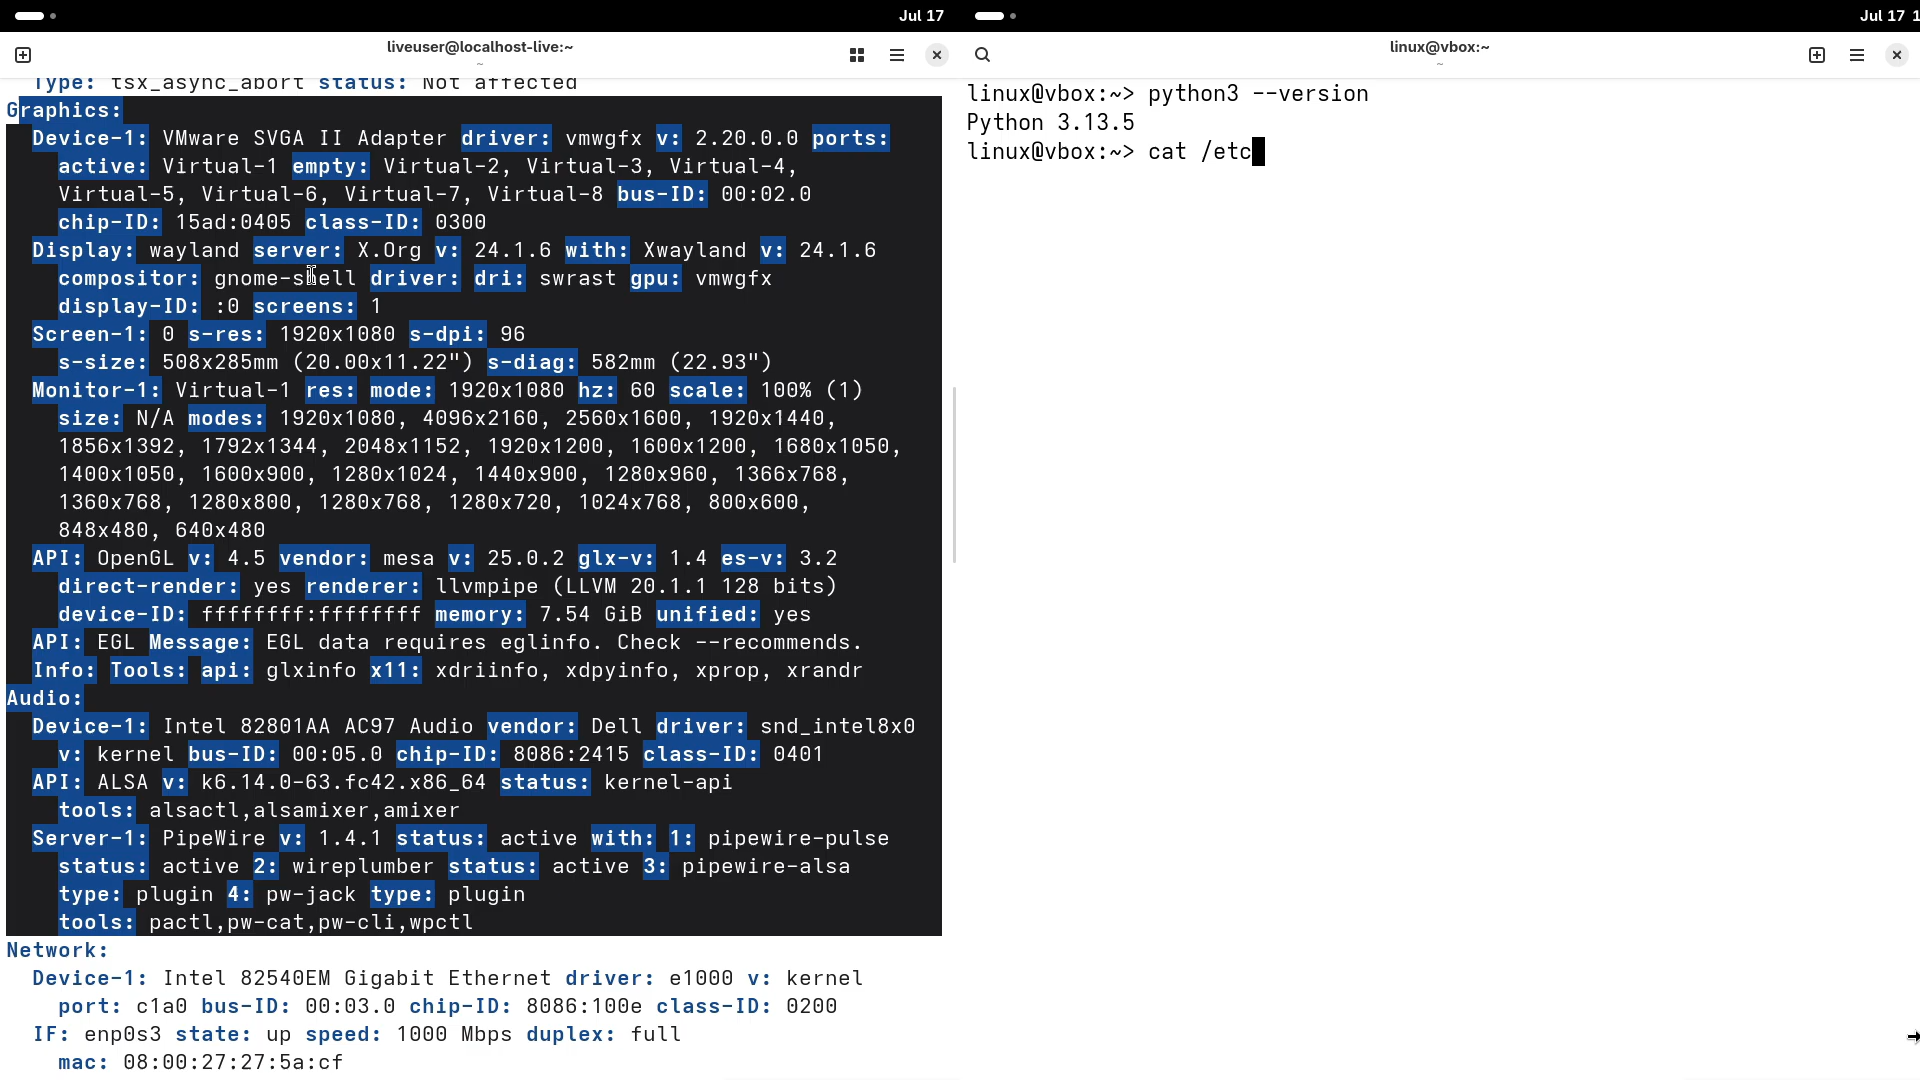 Jul 17
Jul 17 1
liveuser@localhost-live:~
~
linux@vbox:~
~
Type: tsx_async_abort status: Not affected
Graphics:
Device-1: VMware SVGA II Adapter driver: vmwgfx v: 2.20.0.0 ports:
active: Virtual-1 empty: Virtual-2, Virtual-3, Virtual-4,
Virtual-5, Virtual-6, Virtual-7, Virtual-8 bus-ID: 00:02.0
chip-ID: 15ad:0405 class-ID: 0300
Display: wayland server: X.Org v: 24.1.6 with: Xwayland v: 24.1.6
compositor: gnome-shell driver: dri: swrast gpu: vmwgfx
display-ID: :0 screens: 1
Screen-1: 0 s-res: 1920x1080 s-dpi: 96
s-size: 508x285mm (20.00x11.22") s-diag: 582mm (22.93")
Monitor-1: Virtual-1 res: mode: 1920x1080 hz: 60 scale: 100% (1)
size: N/A modes: 1920x1080, 4096x2160, 2560x1600, 1920x1440,
1856x1392, 1792x1344, 2048x1152, 1920x1200, 1600x1200, 1680x1050,
1400x1050, 1600x900, 1280x1024, 1440x900, 1280x960, 1366x768,
1360x768, 1280x800, 1280x768, 1280x720, 1024x768, 800x600,
848x480, 640x480
API: OpenGL v: 4.5 vendor: mesa v: 25.0.2 glx-v: 1.4 es-v: 3.2
direct-render: yes renderer: llvmpipe (LLVM 20.1.1 128 bits)
device-ID: ffffffff:ffffffff memory: 7.54 GiB unified: yes
API: EGL Message: EGL data requires eglinfo. Check --recommends.
Info: Tools: api: glxinfo x11: xdriinfo, xdpyinfo, xprop, xrandr
Audio:
Device-1: Intel 82801AA AC97 Audio vendor: Dell driver: snd_intel8x0
v: kernel bus-ID: 00:05.0 chip-ID: 8086:2415 class-ID: 0401
API: ALSA v: k6.14.0-63.fc42.x86_64 status: kernel-api
tools: alsactl,alsamixer,amixer
Server-1: PipeWire v: 1.4.1 status: active with: 1: pipewire-pulse
status: active 2: wireplumber status: active 3: pipewire-alsa
type: plugin 4: pw-jack type: plugin
tools: pactl,pw-cat,pw-cli,wpctl
Network:
Device-1: Intel 82540EM Gigabit Ethernet driver: e1000 v: kernel
port: c1a0 bus-ID: 00:03.0 chip-ID: 8086:100e class-ID: 0200
IF: enp0s3 state: up speed: 1000 Mbps duplex: full
mac: 08:00:27:27:5a:cf
linux@vbox:~> python3 --version
Python 3.13.5
linux@vbox:~> cat /etc